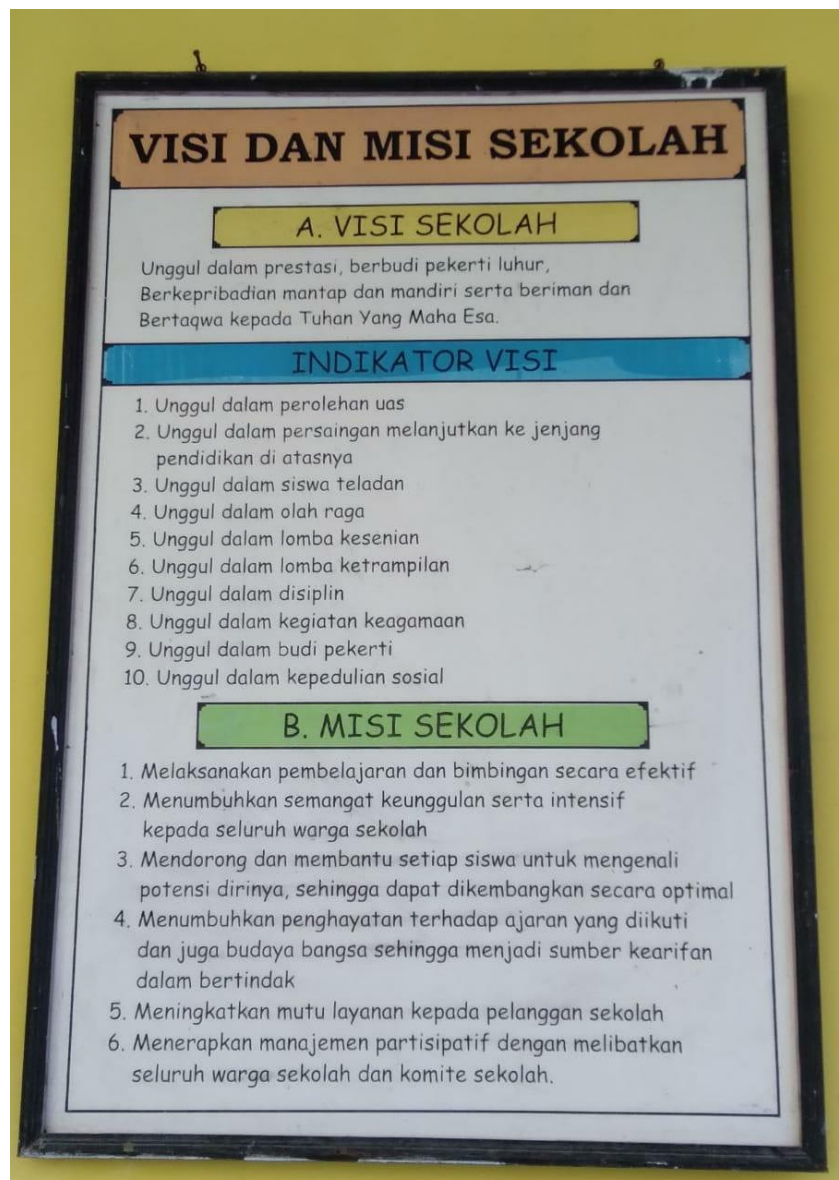 VISI DAN MISI SEKOLAH
A. VISI SEKOLAH
Unggul dalam prestasi, berbudi pekerti luhur,
Berkepribadian mantap dan mandiri serta beriman dan
Bertaqwa kepada Tuhan Yang Maha Esa.
INDIKATOR VISI
1. Unggul dalam perolehan uas
2. Unggul dalam persaingan melanjutkan ke jenjang
pendidikan di atasnya
3. Unggul dalam siswa teladan
4. Unggul dalam olah raga
5. Unggul dalam lomba kesenian
6. Unggul dalam lomba ketrampilan
7. Unggul dalam disiplin
8. Unggul dalam kegiatan keagamaan
9. Unggul dalam budi pekerti
10. Unggul dalam kepedulian sosial
B. MISI SEKOLAH
1. Melaksanakan pembelajaran dan bimbingan secara efektif
2. Menumbuhkan semangat keunggulan serta intensif
kepada seluruh warga sekolah
3. Mendorong dan membantu setiap siswa untuk mengenali
potensi dirinya, sehingga dapat dikembangkan secara optimal
4. Menumbuhkan penghayatan terhadap ajaran yang diikuti
dan juga budaya bangsa sehingga menjadi sumber kearifan
dalam bertindak
5. Meningkatkan mutu layanan kepada pelanggan sekolah
6. Menerapkan manajemen partisipatif dengan melibatkan
seluruh warga sekolah dan komite sekolah.